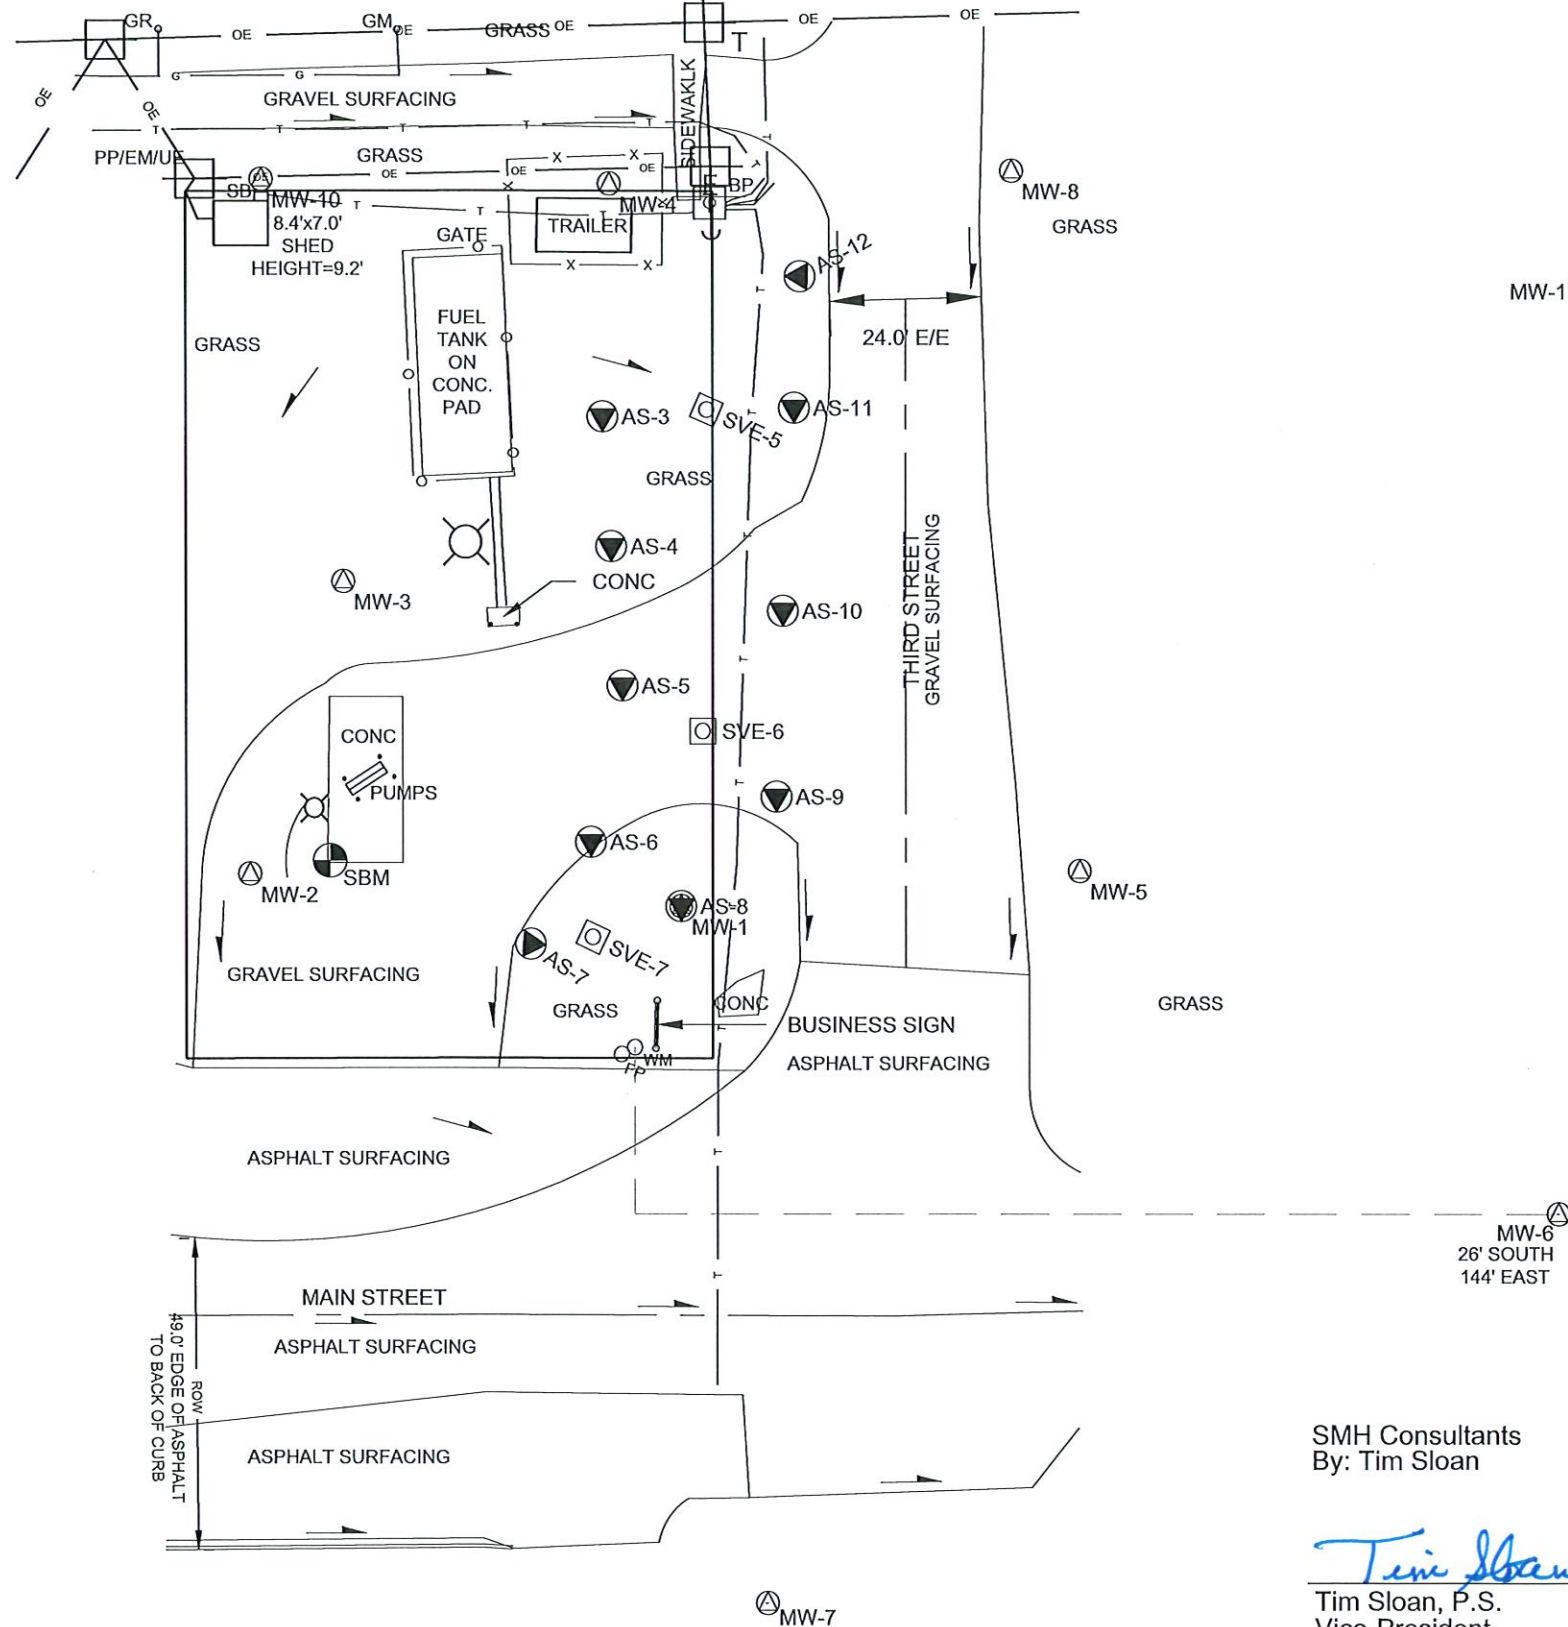 GR
GM
OE
OE
GRASS
OE
OE
OE
T
G
G
OE
OE
GRAVEL SURFACING
SIDEWAKLK
T
T
T
T
T
T
T
PP/EM/UE
GRASS
X
X
OE
OE
OE
OE
X
X
SB
MW-10
8.4'x7.0'
SHED
HEIGHT=9.2'
T
T
T
MW-4
BP
TRAILER
X
X
GATE
MW-8
GRASS
AS-12
T
MW-1
24.0' E/E
FUEL
TANK
ON
CONC.
PAD
GRASS
AS-3
SVE-5
AS-11
T
GRASS
T
AS-4
CONC
MW-3
AS-10
THIRD STREET
GRAVEL SURFACING
T
AS-5
SVE-6
CONC
PUMPS
T
AS-9
AS-6
SBM
MW-2
AS-8
MW-1
T
MW-5
AS-7
SVE-7
GRAVEL SURFACING
GRASS
CONC
GRASS
BUSINESS SIGN
T
WM
FP
ASPHALT SURFACING
ASPHALT SURFACING
T
MW-6
26' SOUTH
144' EAST
T
MAIN STREET
ASPHALT SURFACING
49.0' EDGE OF ASPHALT
TO BACK OF CURB
ROW
ASPHALT SURFACING
SMH Consultants
By: Tim Sloan
Tim Sloan
Tim Sloan, P.S.
Vice President
MW-7